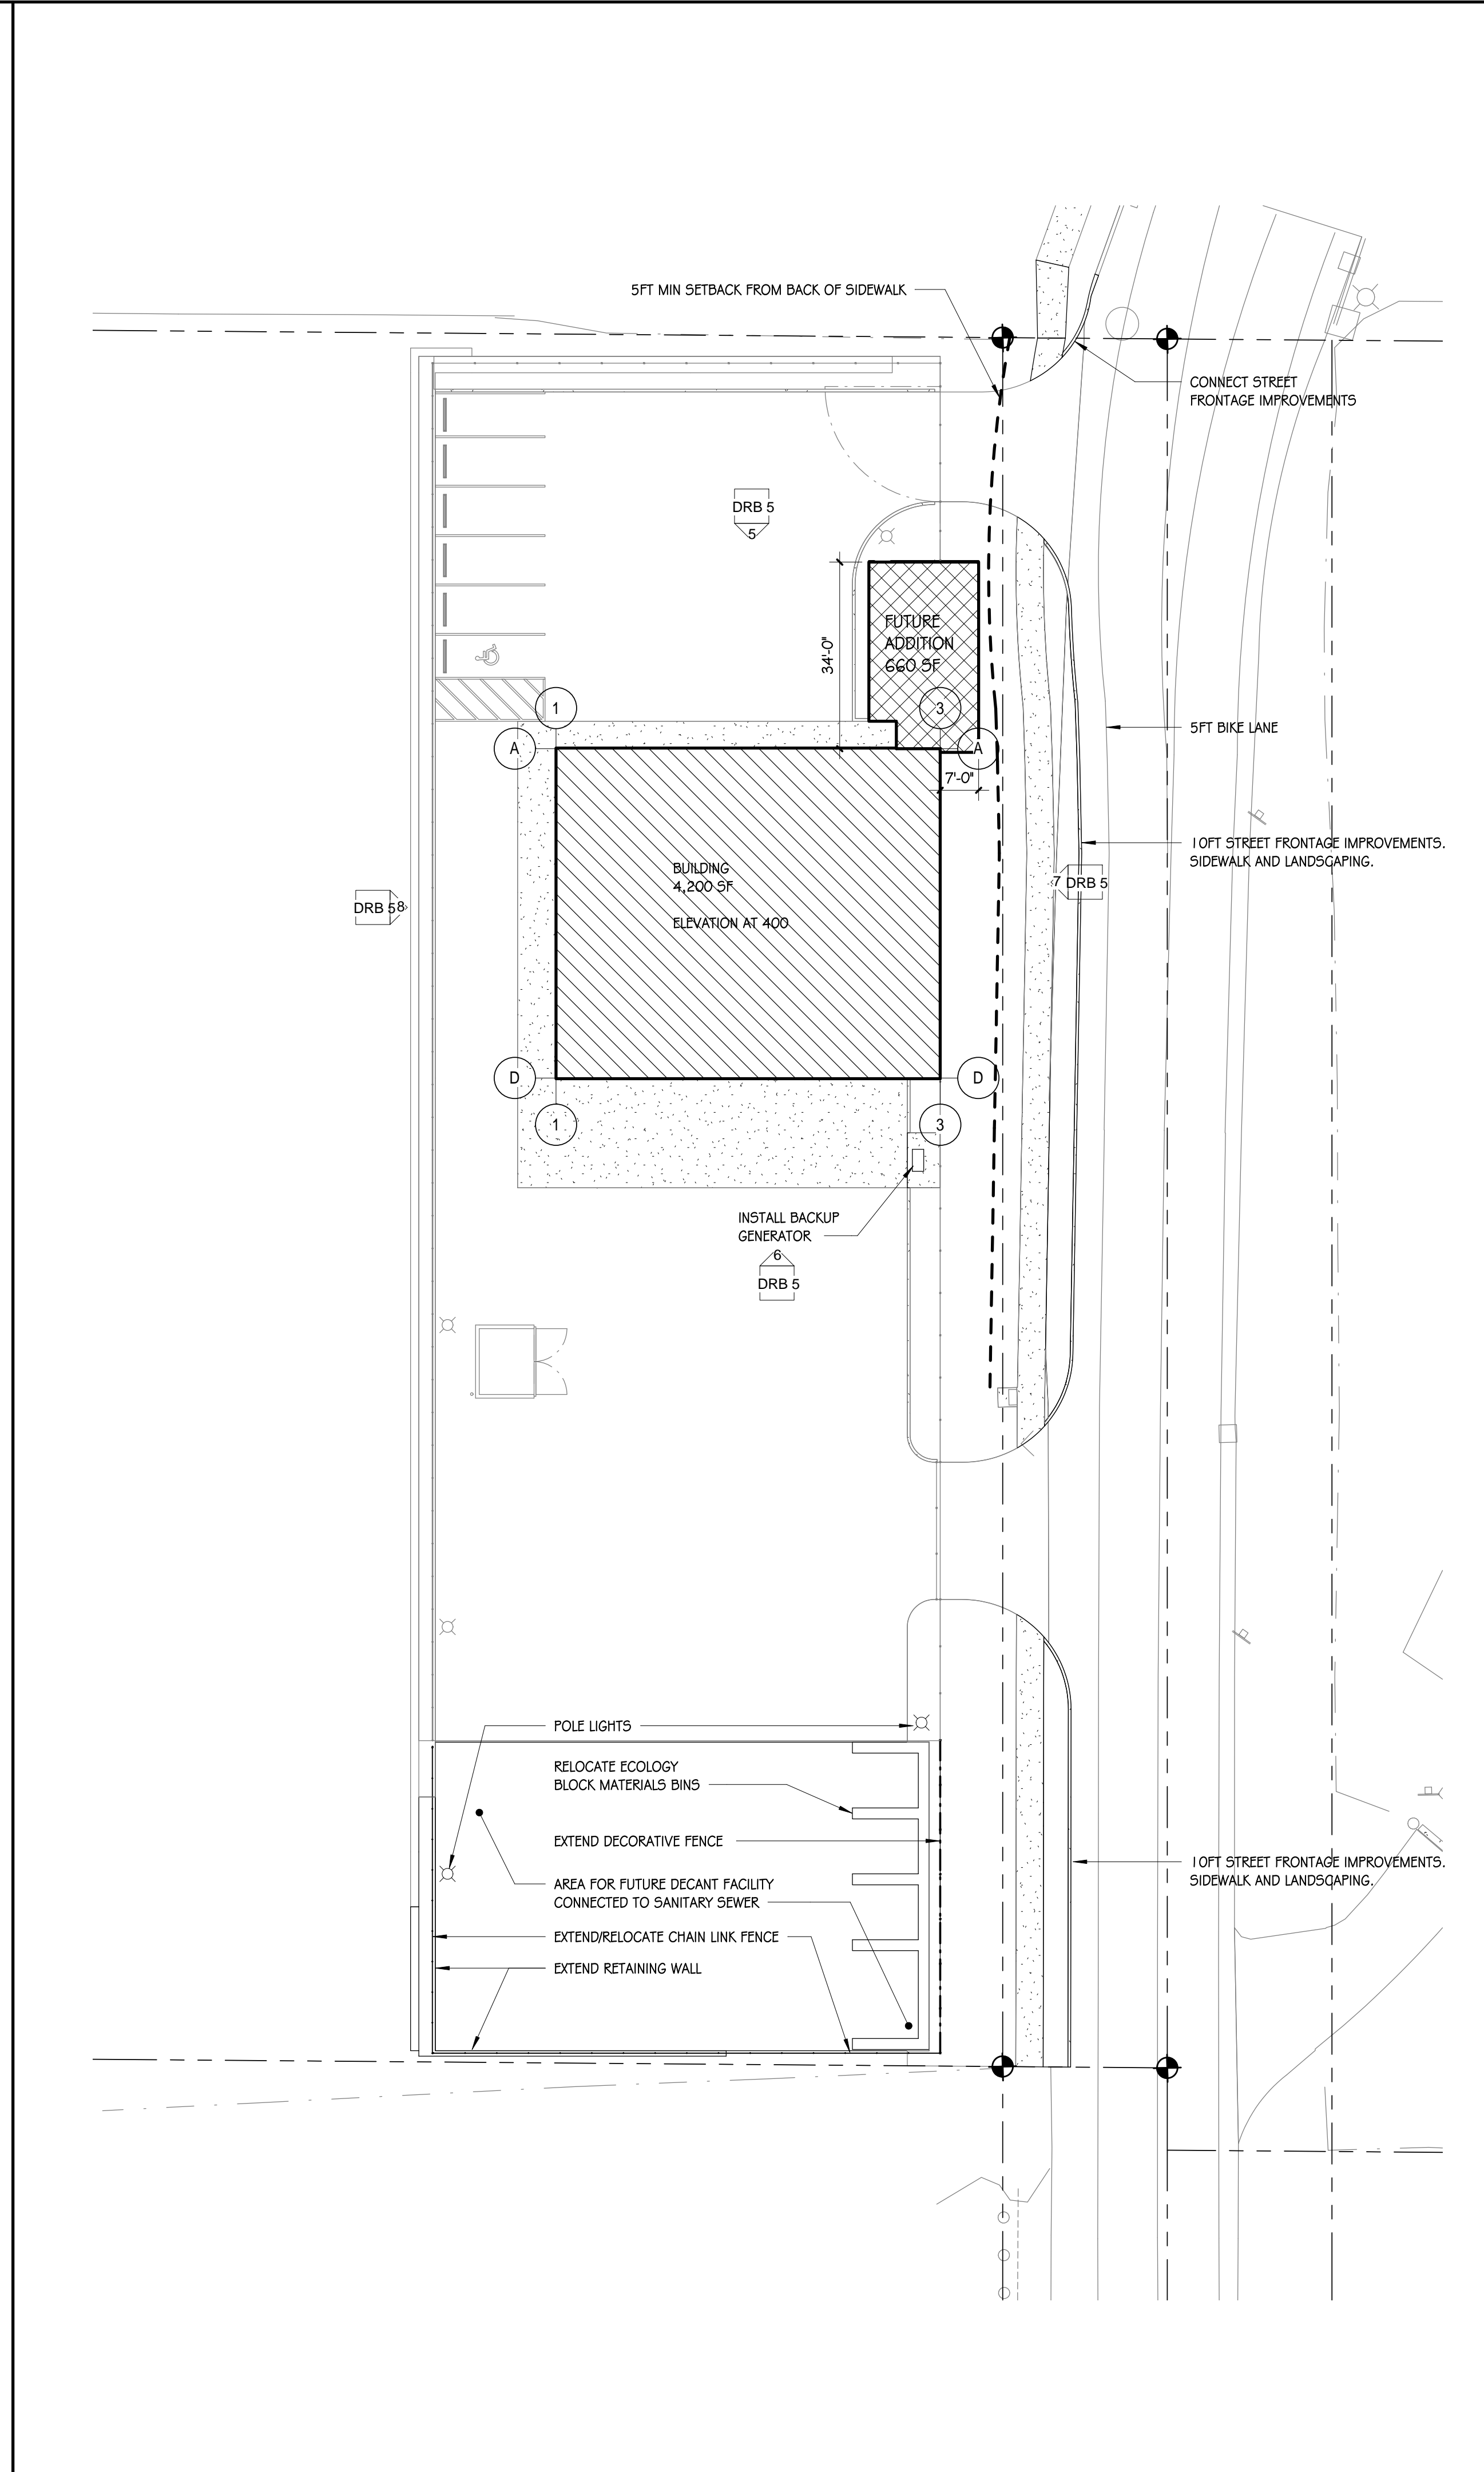 5FT MIN SETBACK FROM BACK OF SIDEWALK
CONNECT STREET
FRONTAGE IMPROVEMENTS
DRB 5
5
34'-0"
FUTURE
ADDITION
660 SF
1
3
A
A
5FT BIKE LANE
7'-0"
10FT STREET FRONTAGE IMPROVEMENTS.
SIDEWALK AND LANDSCAPING.
BUILDING
4,200 SF
ELEVATION AT 400
7 DRB 5
DRB 5 8
D
D
1
3
INSTALL BACKUP
GENERATOR
6
DRB 5
POLE LIGHTS
RELOCATE ECOLOGY
BLOCK MATERIALS BINS
EXTEND DECORATIVE FENCE
10FT STREET FRONTAGE IMPROVEMENTS.
SIDEWALK AND LANDSCAPING.
AREA FOR FUTURE DECANT FACILITY
CONNECTED TO SANITARY SEWER
EXTEND/RELOCATE CHAIN LINK FENCE
EXTEND RETAINING WALL